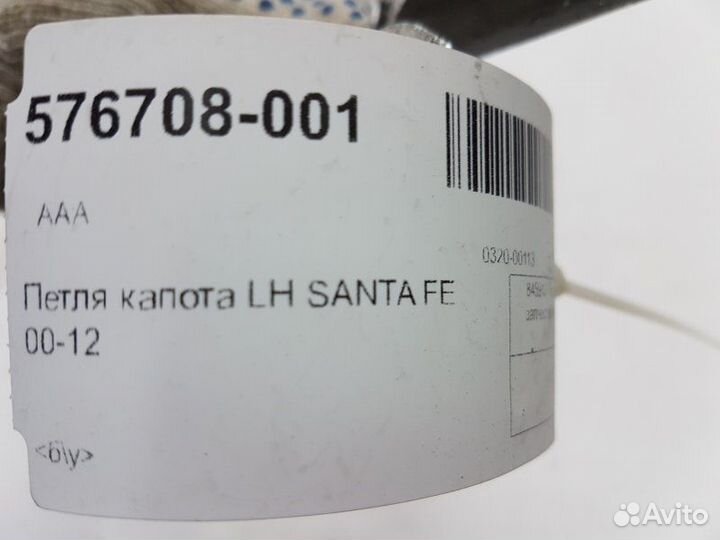 576708-001
AAA
0320-00113
Петля капота LH SANTA FE
00-12
<б\у>
Avito